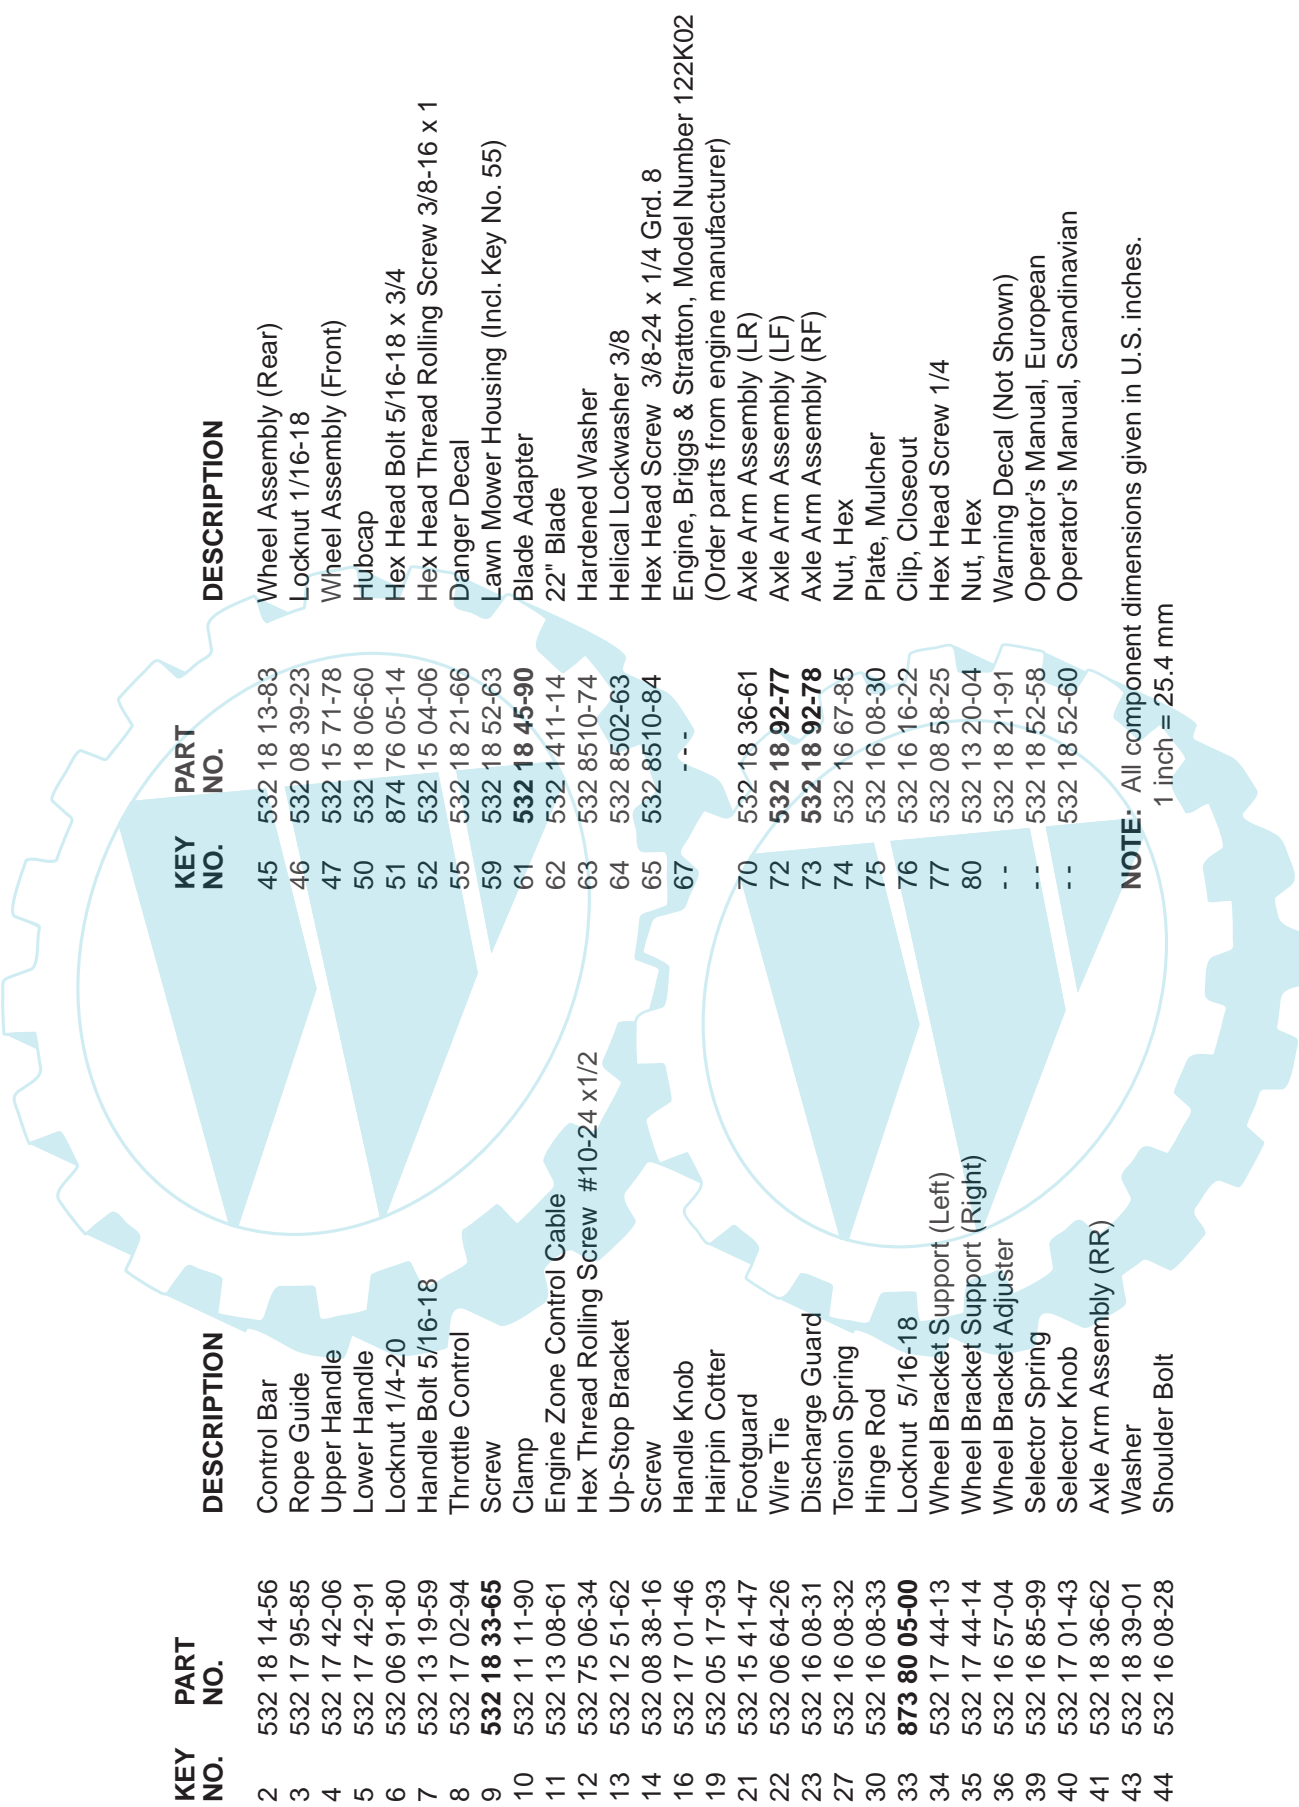 KEY PART
NO. NO. DESCRIPTION
2 532 18 14-56 Control Bar
3 532 17 95-85 Rope Guide
4 532 17 42-06 Upper Handle
5 532 17 42-91 Lower Handle
6 532 06 91-80 Locknut 1/4-20
7 532 13 19-59 Handle Bolt 5/16-18
8 532 17 02-94 Throttle Control
9 532 18 33-65 Screw
10 532 11 11-90 Clamp
11 532 13 08-61 Engine Zone Control Cable
12 532 75 06-34 Hex Thread Rolling Screw #10-24 x1/2
13 532 12 51-62 Up-Stop Bracket
14 532 08 38-16 Screw
16 532 17 01-46 Handle Knob
19 532 05 17-93 Hairpin Cotter
21 532 15 41-47 Footguard
22 532 06 64-26 Wire Tie
23 532 16 08-31 Discharge Guard
27 532 16 08-32 Torsion Spring
30 532 16 08-33 Hinge Rod
33 873 80 05-00 Locknut 5/16-18
34 532 17 44-13 Wheel Bracket Support (Left)
35 532 17 44-14 Wheel Bracket Support (Right)
36 532 16 57-04 Wheel Bracket Adjuster
39 532 16 85-99 Selector Spring
40 532 17 01-43 Selector Knob
41 532 18 36-62 Axle Arm Assembly (RR)
43 532 18 39-01 Washer
44 532 16 08-28 Shoulder Bolt
KEY PART
NO. NO. DESCRIPTION
45 532 18 13-83 Wheel Assembly (Rear)
46 532 08 39-23 Locknut 1/16-18
47 532 15 71-78 Wheel Assembly (Front)
50 532 18 06-60 Hubcap
51 874 76 05-14 Hex Head Bolt 5/16-18 x 3/4
52 532 15 04-06 Hex Head Thread Rolling Screw 3/8-16 x 1
55 532 18 21-66 Danger Decal
59 532 18 52-63 Lawn Mower Housing (Incl. Key No. 55)
61 532 18 45-90 Blade Adapter
62 532 1411-14 22" Blade
63 532 8510-74 Hardened Washer
64 532 8502-63 Helical Lockwasher 3/8
65 532 8510-84 Hex Head Screw 3/8-24 x 1/4 Grd. 8
67 - - - Engine, Briggs & Stratton, Model Number 122K02
(Order parts from engine manufacturer)
70 532 18 36-61 Axle Arm Assembly (LR)
72 532 18 92-77 Axle Arm Assembly (LF)
73 532 18 92-78 Axle Arm Assembly (RF)
74 532 16 67-85 Nut, Hex
75 532 16 08-30 Plate, Mulcher
76 532 16 16-22 Clip, Closeout
77 532 08 58-25 Hex Head Screw 1/4
80 532 13 20-04 Nut, Hex
- - 532 18 21-91 Warning Decal (Not Shown)
- - 532 18 52-58 Operator's Manual, European
- - 532 18 52-60 Operator's Manual, Scandinavian
NOTE: All component dimensions given in U.S. inches.
1 inch = 25.4 mm